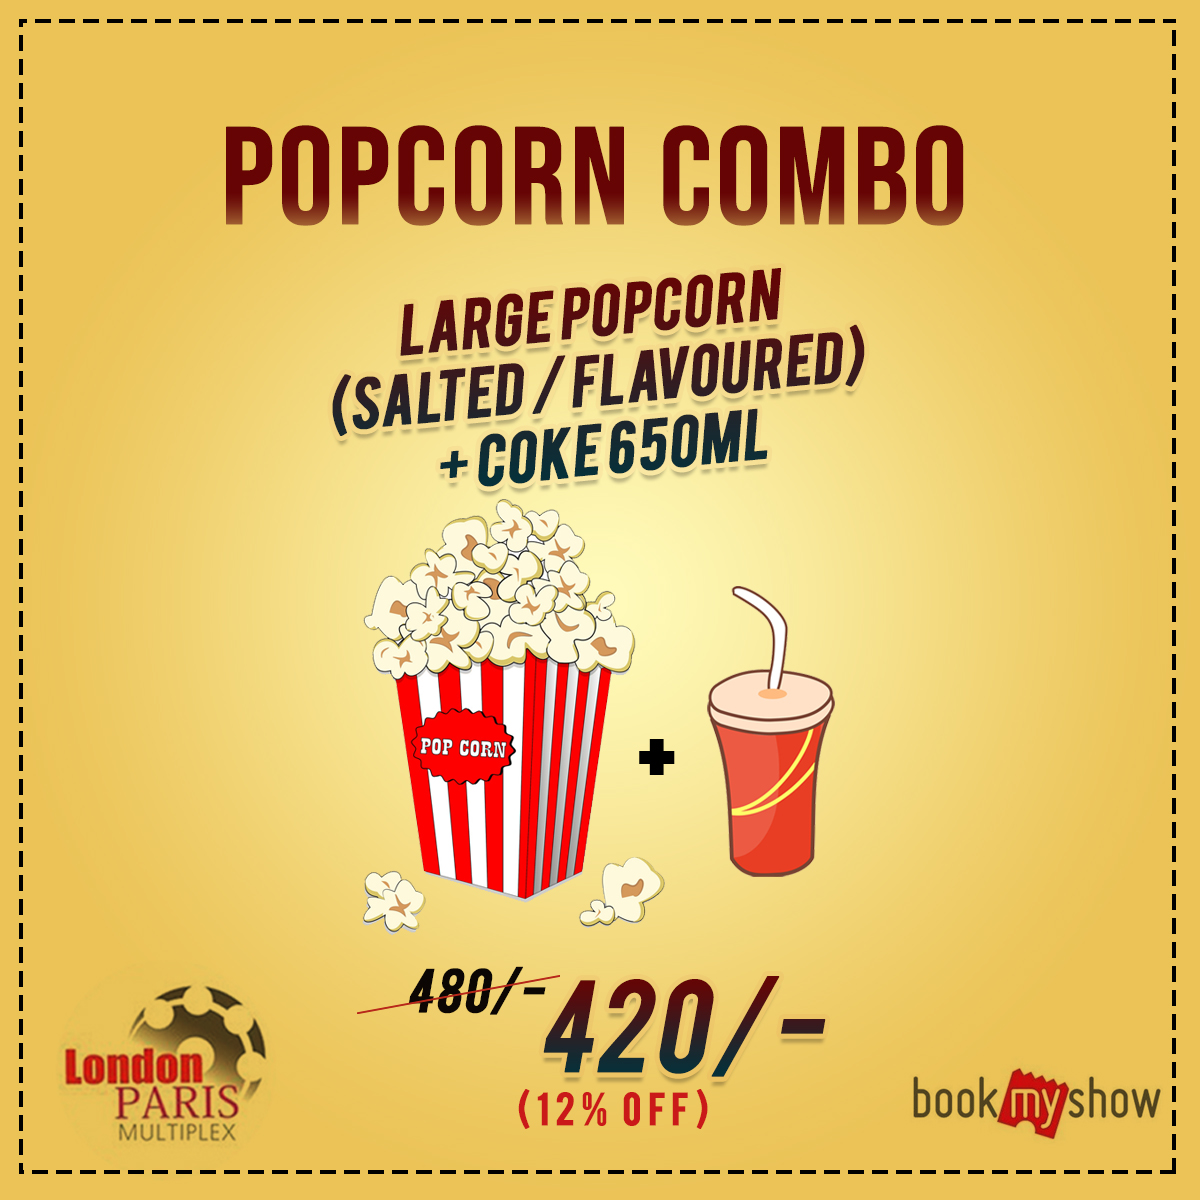 POPCORN COMBO
LARGE POPCORN
(SALTED / FLAVOURED)
+ COKE 650ML
POP CORN
480/-
420/-
(12% OFF)
London
PARIS
MULTIPLEX
bookmyshow